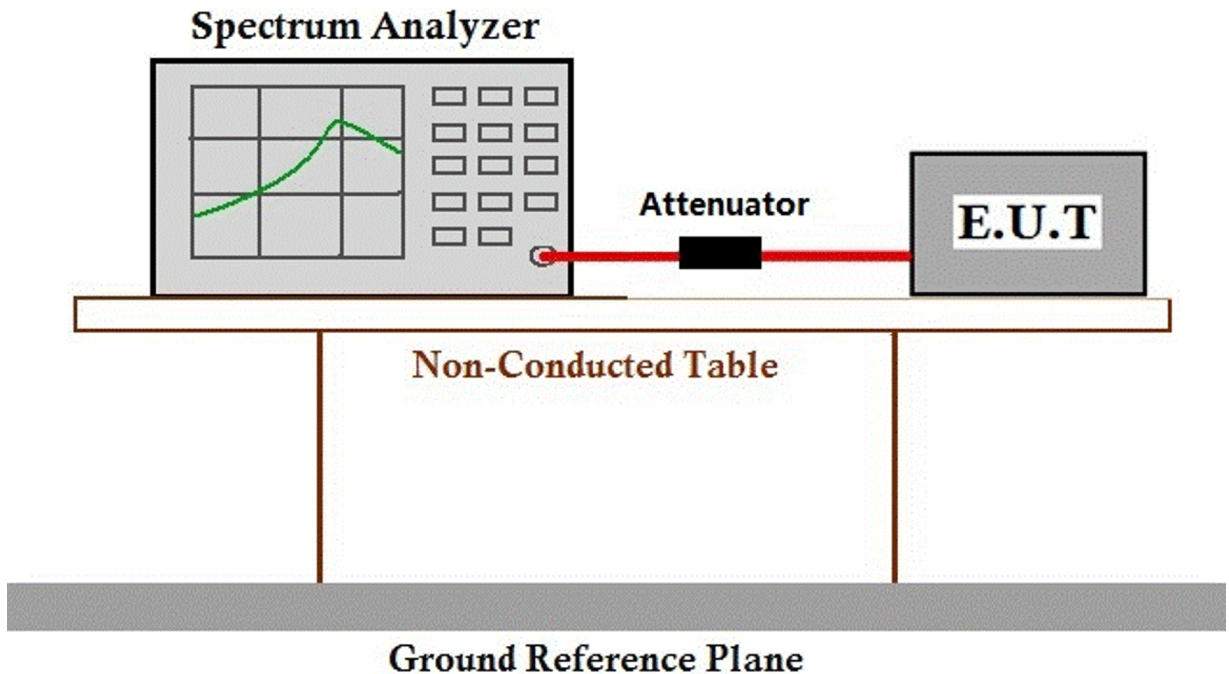 Spectrum Analyzer
Attenuator
E.U.T
Non-Conducted Table
Ground Reference Plane